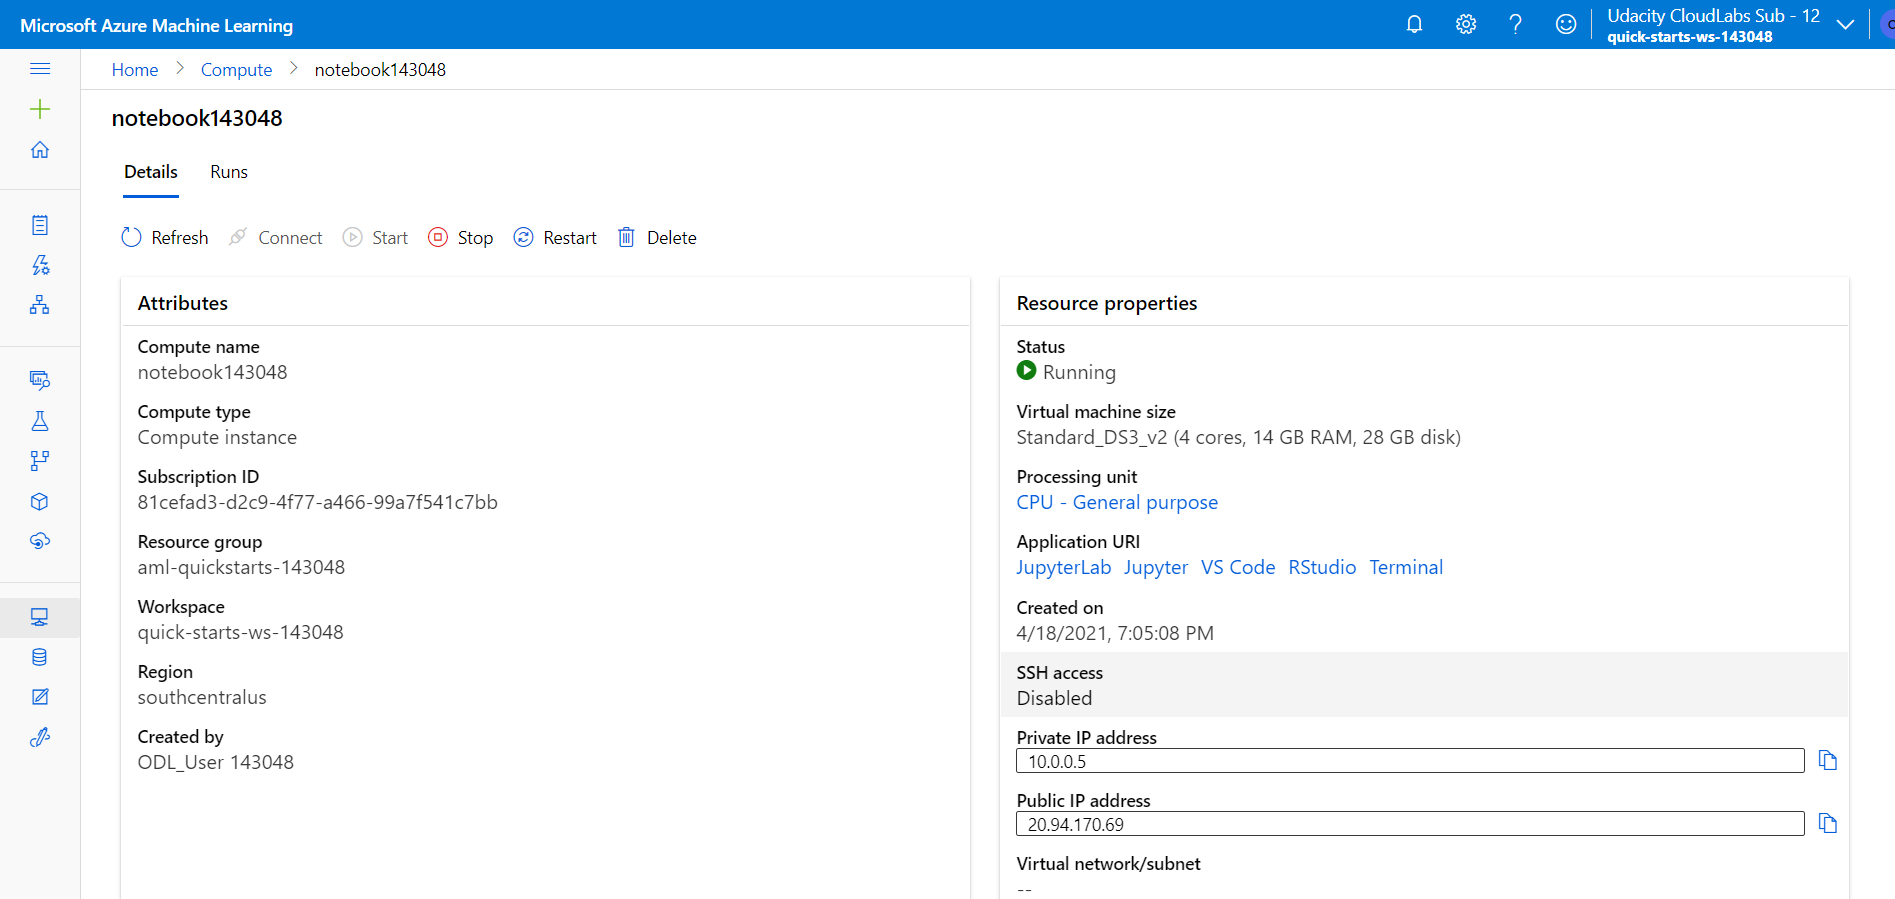 Microsoft Azure Machine Learning
Udacity CloudLabs Sub - 12
quick-starts-ws-143048
Home > Compute > notebook143048
notebook143048
Details Runs
Refresh Connect Start Stop Restart Delete
Attributes
Compute name
notebook143048
Compute type
Compute instance
Subscription ID
81cefad3-d2c9-4f77-a466-99a7f541c7bb
Resource group
aml-quickstarts-143048
Workspace
quick-starts-ws-143048
Region
southcentralus
Created by
ODL_User 143048
Resource properties
Status
Running
Virtual machine size
Standard_DS3_v2 (4 cores, 14 GB RAM, 28 GB disk)
Processing unit
CPU - General purpose
Application URI
JupyterLab Jupyter VS Code RStudio Terminal
Created on
4/18/2021, 7:05:08 PM
SSH access
Disabled
Private IP address
10.0.0.5
Public IP address
20.94.170.69
Virtual network/subnet
--